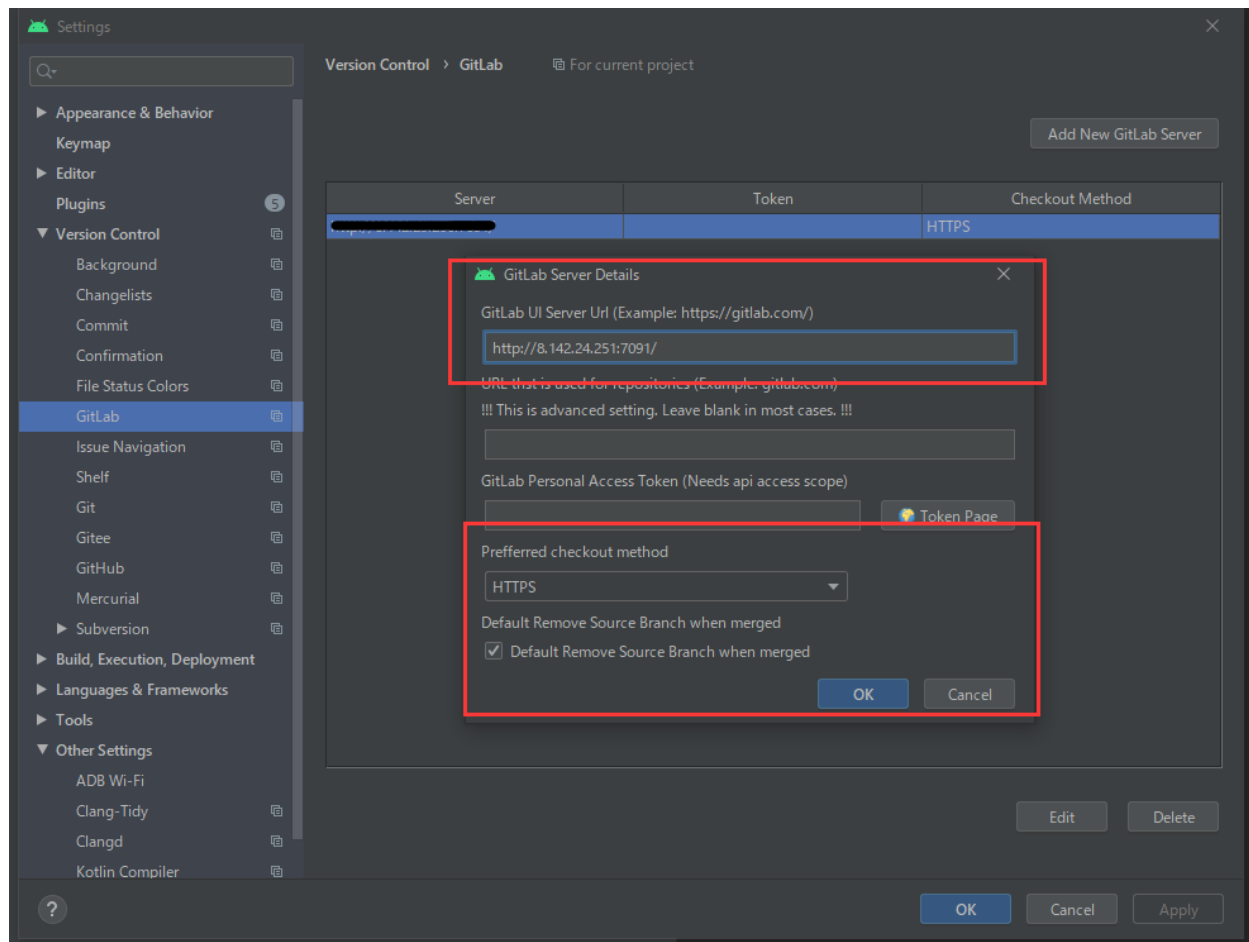 Settings
Version Control › GitLab For current project
Appearance & Behavior
Keymap
Editor
Plugins 5
Version Control
Background
Changelists
Commit
Confirmation
File Status Colors
GitLab
Issue Navigation
Shelf
Git
Gitee
GitHub
Mercurial
Subversion
Build, Execution, Deployment
Languages & Frameworks
Tools
Other Settings
ADB Wi-Fi
Clang-Tidy
Clangd
Kotlin Compiler
Add New GitLab Server
Server Token Checkout Method
HTTPS
GitLab Server Details
GitLab UI Server Url (Example: https://gitlab.com/)
http://8.142.24.251:7091/
URL thst is used for repositories (Example: gitlab.com)
!!! This is advanced setting. Leave blank in most cases. !!!
GitLab Personal Access Token (Needs api access scope)
Token Page
Prefferred checkout method
HTTPS
Default Remove Source Branch when merged
Default Remove Source Branch when merged
OK Cancel
Edit Delete
? OK Cancel Apply